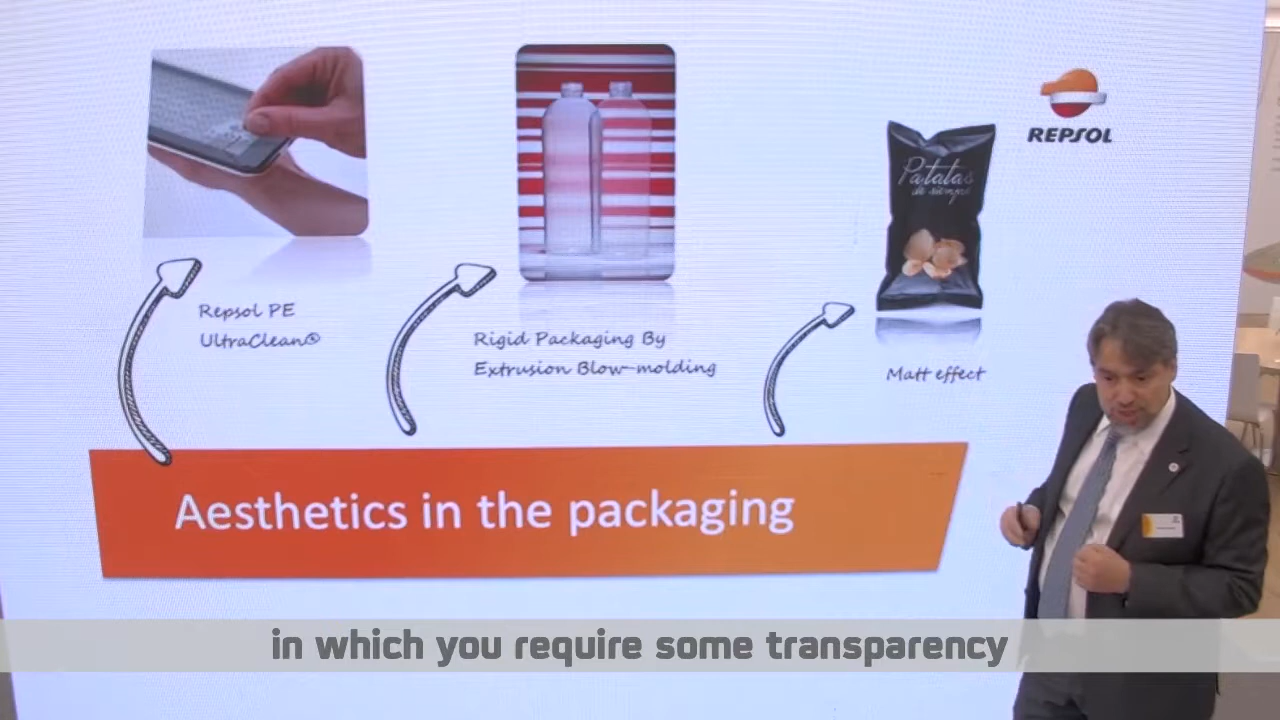 REPSOL
Patatas
de siempre
Repsol PE
UltraClean®
Rigid Packaging By
Extrusion Blow-molding
Matt effect
Aesthetics in the packaging
in which you require some transparency